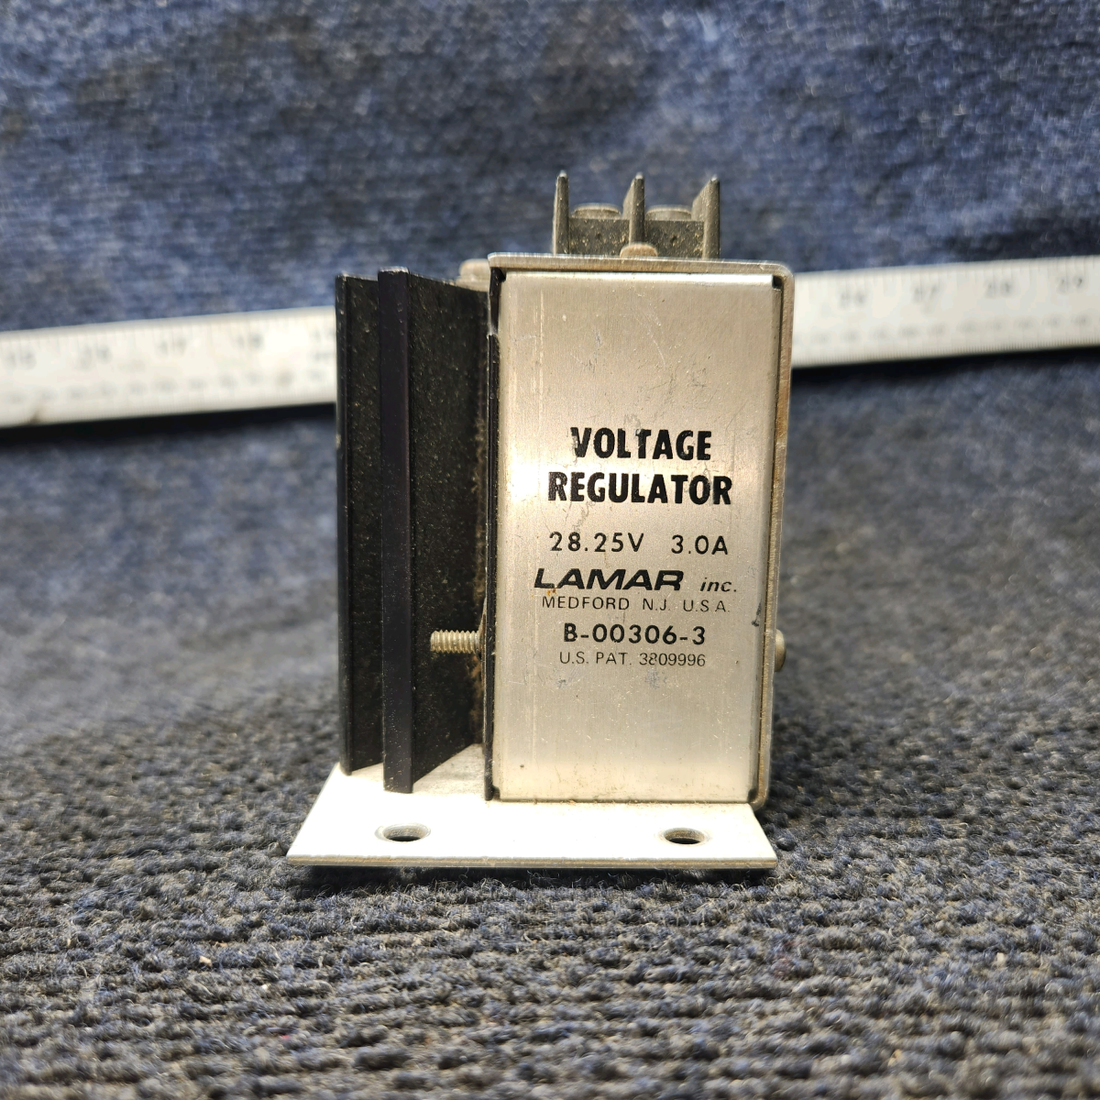 VOLTAGE
REGULATOR
28.25V 3.0A
LAMAR inc.
MEDFORD N.J. U.S.A.
B-00306-3
U.S. PAT. 3809996